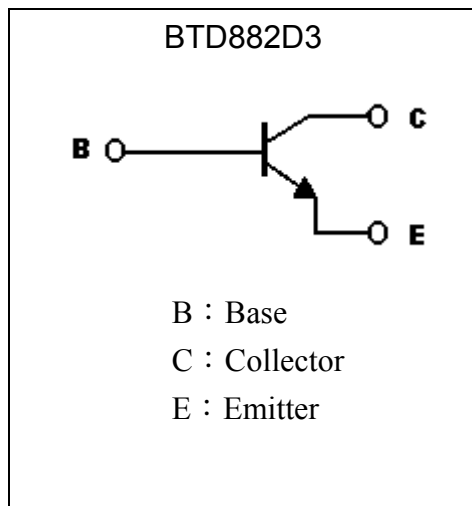 BTD882D3
C
B
E
B：Base
C：Collector
E：Emitter